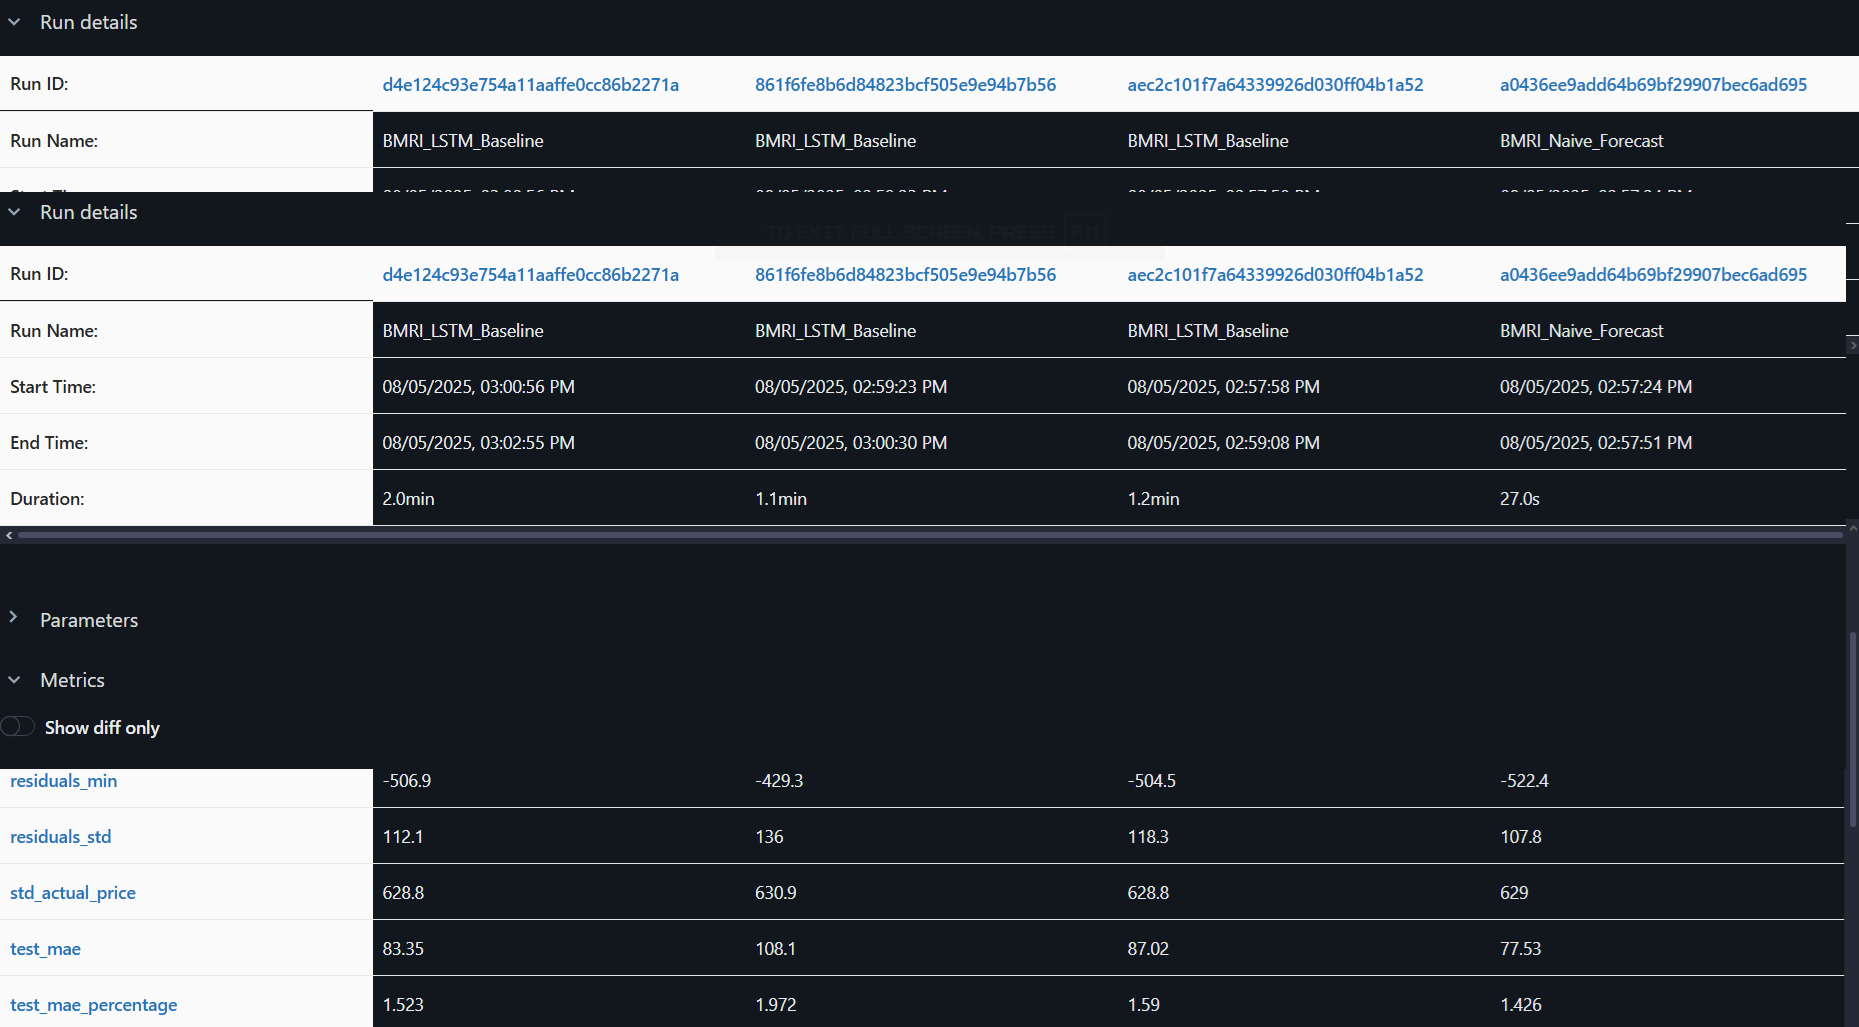 Run details
Run ID: d4e124c93e754a11aaffe0cc86b2271a 861f6fe8b6d84823bcf505e9e94b7b56 aec2c101f7a64339926d030ff04b1a52 a0436ee9add64b69bf29907bec6ad695
Run Name: BMRI_LSTM_Baseline BMRI_LSTM_Baseline BMRI_LSTM_Baseline BMRI_Naive_Forecast
Run details
TO EXIT FULL SCREEN, PRESS F11
Run ID: d4e124c93e754a11aaffe0cc86b2271a 861f6fe8b6d84823bcf505e9e94b7b56 aec2c101f7a64339926d030ff04b1a52 a0436ee9add64b69bf29907bec6ad695
Run Name: BMRI_LSTM_Baseline BMRI_LSTM_Baseline BMRI_LSTM_Baseline BMRI_Naive_Forecast
Start Time: 08/05/2025, 03:00:56 PM 08/05/2025, 02:59:23 PM 08/05/2025, 02:57:58 PM 08/05/2025, 02:57:24 PM
End Time: 08/05/2025, 03:02:55 PM 08/05/2025, 03:00:30 PM 08/05/2025, 02:59:08 PM 08/05/2025, 02:57:51 PM
Duration: 2.0min 1.1min 1.2min 27.0s
Parameters
Metrics
Show diff only
residuals_min -506.9 -429.3 -504.5 -522.4
residuals_std 112.1 136 118.3 107.8
std_actual_price 628.8 630.9 628.8 629
test_mae 83.35 108.1 87.02 77.53
test_mae_percentage 1.523 1.972 1.59 1.426